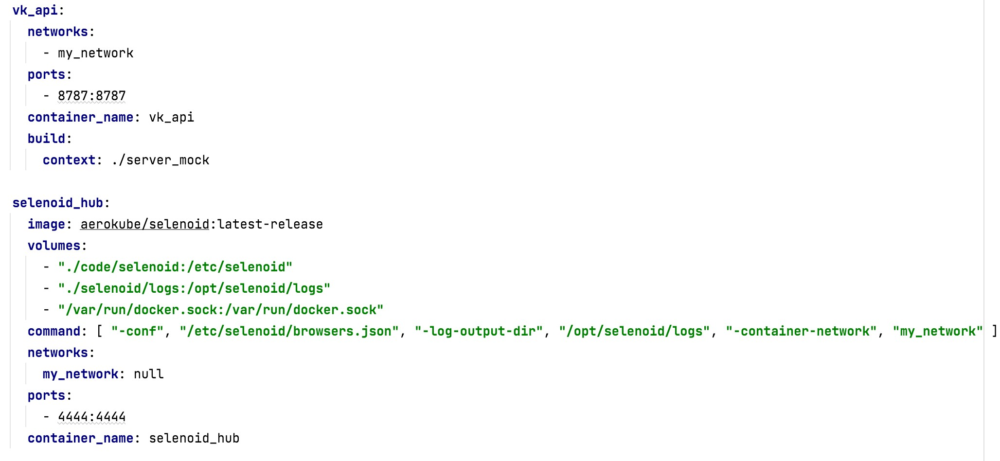 vk_api:
  networks:
    - my_network
  ports:
    - 8787:8787
  container_name: vk_api
  build:
    context: ./server_mock

selenoid_hub:
  image: aerokube/selenoid:latest-release
  volumes:
    - "./code/selenoid:/etc/selenoid"
    - "./selenoid/logs:/opt/selenoid/logs"
    - "/var/run/docker.sock:/var/run/docker.sock"
  command: [ "-conf", "/etc/selenoid/browsers.json", "-log-output-dir", "/opt/selenoid/logs", "-container-network", "my_network" ]
  networks:
    my_network: null
  ports:
    - 4444:4444
  container_name: selenoid_hub